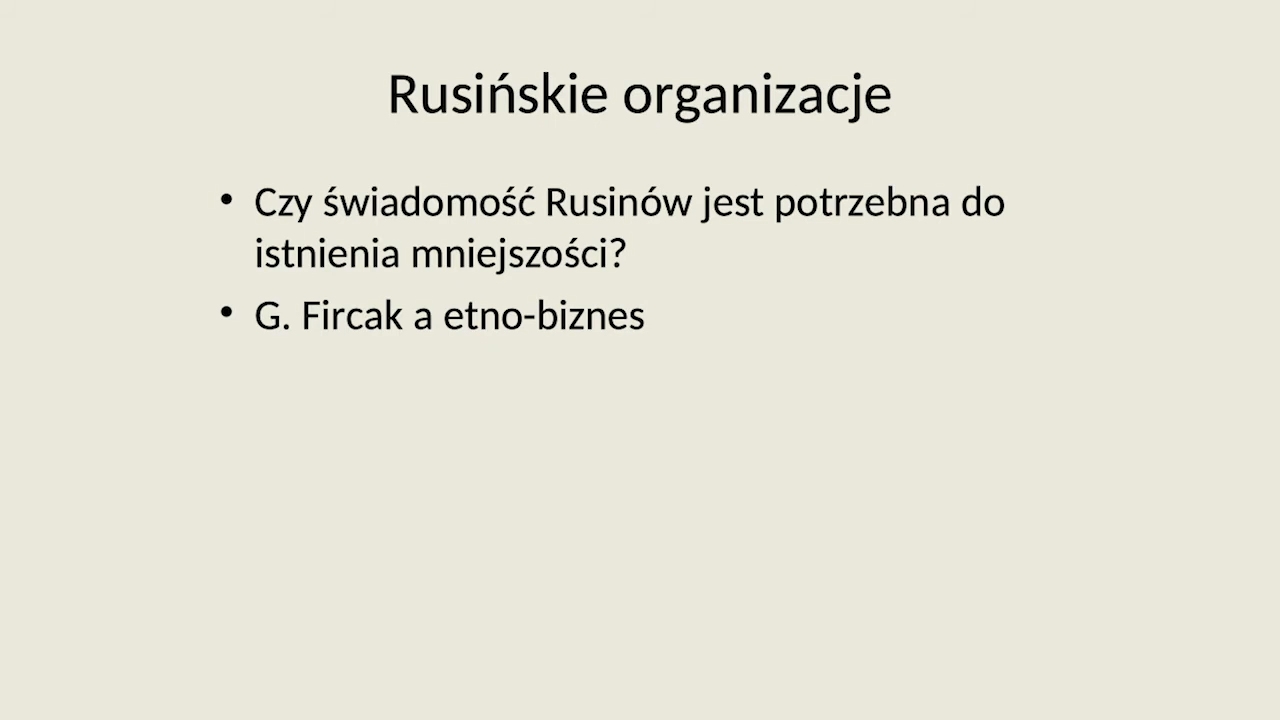 Rusińskie organizacje
• Czy świadomość Rusinów jest potrzebna do
istnienia mniejszości?
• G. Fircak a etno-biznes